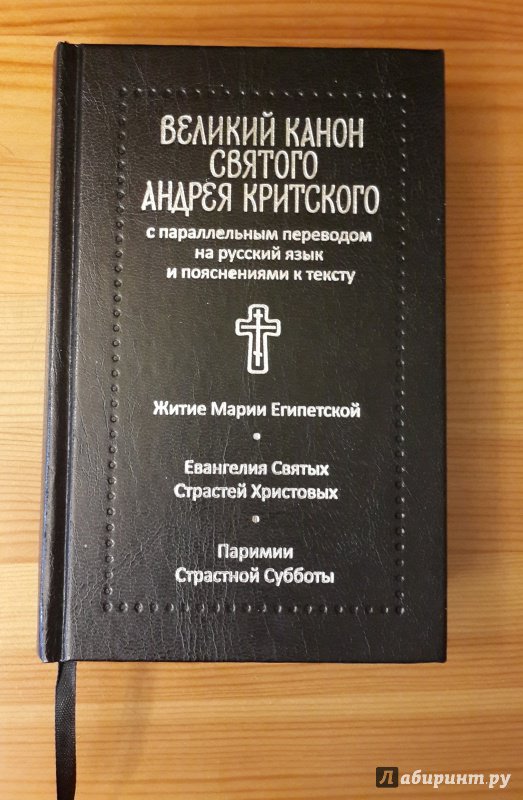 ВЕЛИКИЙ КАНОН
СВЯТОГО
АНДРЕЯ КРИТСКОГО
с параллельным переводом
на русский язык
и пояснениями к тексту
Житие Марии Египетской
•
Евангелия Святых
Страстей Христовых
•
Паримии
Страстной Субботы
Лабиринт.ру